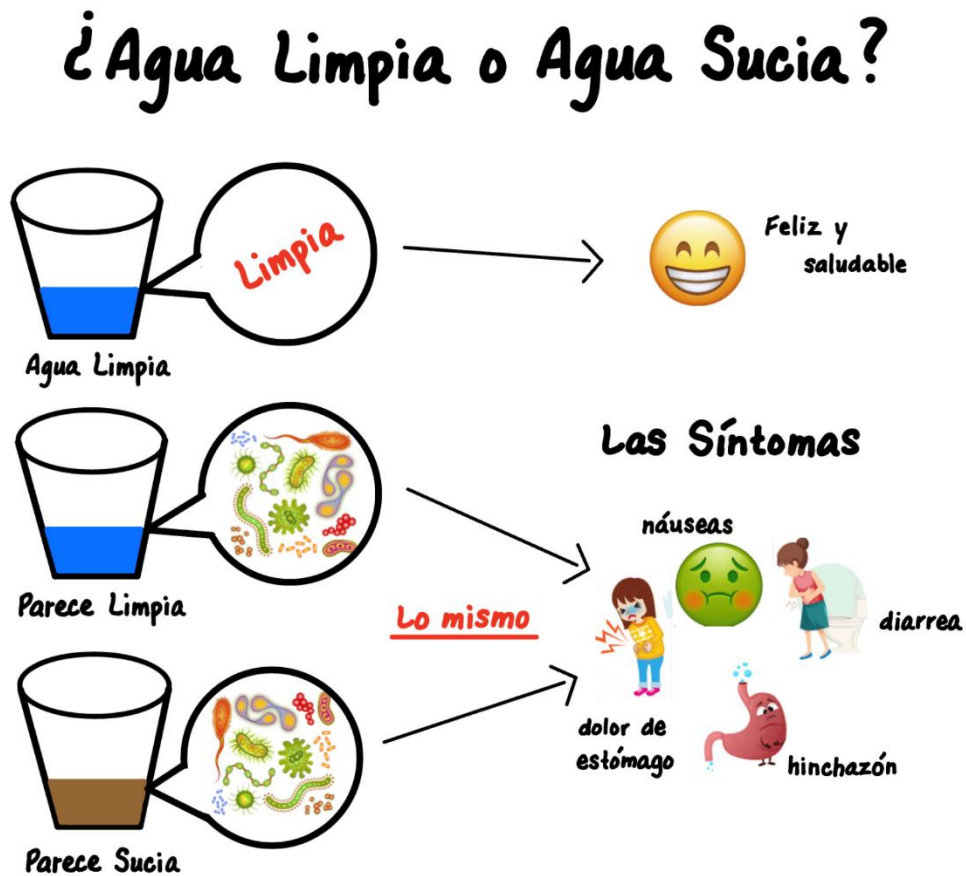 ¿Agua Limpia o Agua Sucia?
Limpia
Feliz y
saludable
Agua Limpia
Las Síntomas
náuseas
Parece Limpia
Lo mismo
diarrea
dolor de
estómago
hinchazón
Parece Sucia